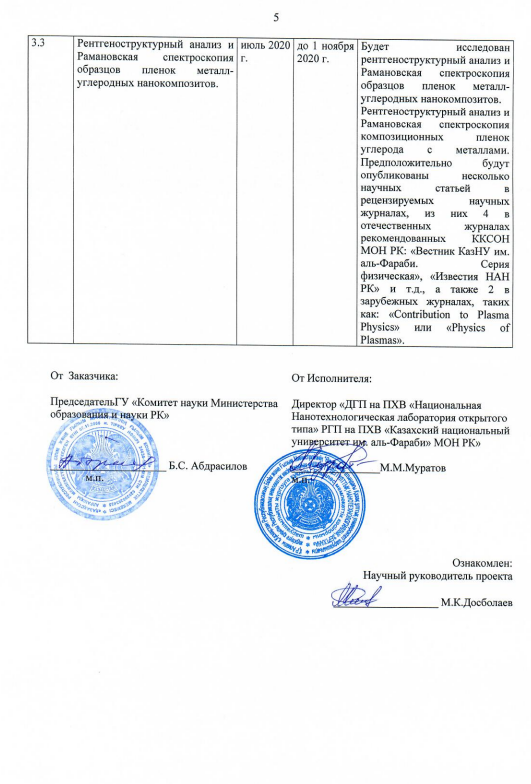 5
3.3
Рентгеноструктурный анализ и
Рамановская спектроскопия
образцов пленок металл-
углеродных нанокомпозитов.
июль 2020
г.
до 1 ноября
2020 г.
Будет исследован
рентгеноструктурный анализ и
Рамановская спектроскопия
образцов пленок металл-
углеродных нанокомпозитов.
Рентгеноструктурный анализ и
Рамановская спектроскопия
композиционных пленок
углерода с металлами.
Предположительно будут
опубликованы несколько
научных статьей в
рецензируемых научных
журналах, из них 4 в
отечественных журналах
рекомендованных ККСОН
МОН РК: «Вестник КазНУ им.
аль-Фараби. Серия
физическая», «Известия НАН
РК» и т.д., а также 2 в
зарубежных журналах, таких
как: «Contribution to Plasma
Physics» или «Physics of
Plasmas».
От Заказчика:
ПредседательГУ «Комитет науки Министерства
образования и науки РК»
Б.С. Абдрасилов
м.п.
От Исполнителя:
Директор «ДГП на ПХВ «Национальная
Нанотехнологическая лаборатория открытого
типа» РГП на ПХВ «Казахский национальный
университет им. аль-Фараби» МОН РК»
М.М.Муратов
м.п.
Ознакомлен:
Научный руководитель проекта
М.К.Досболаев